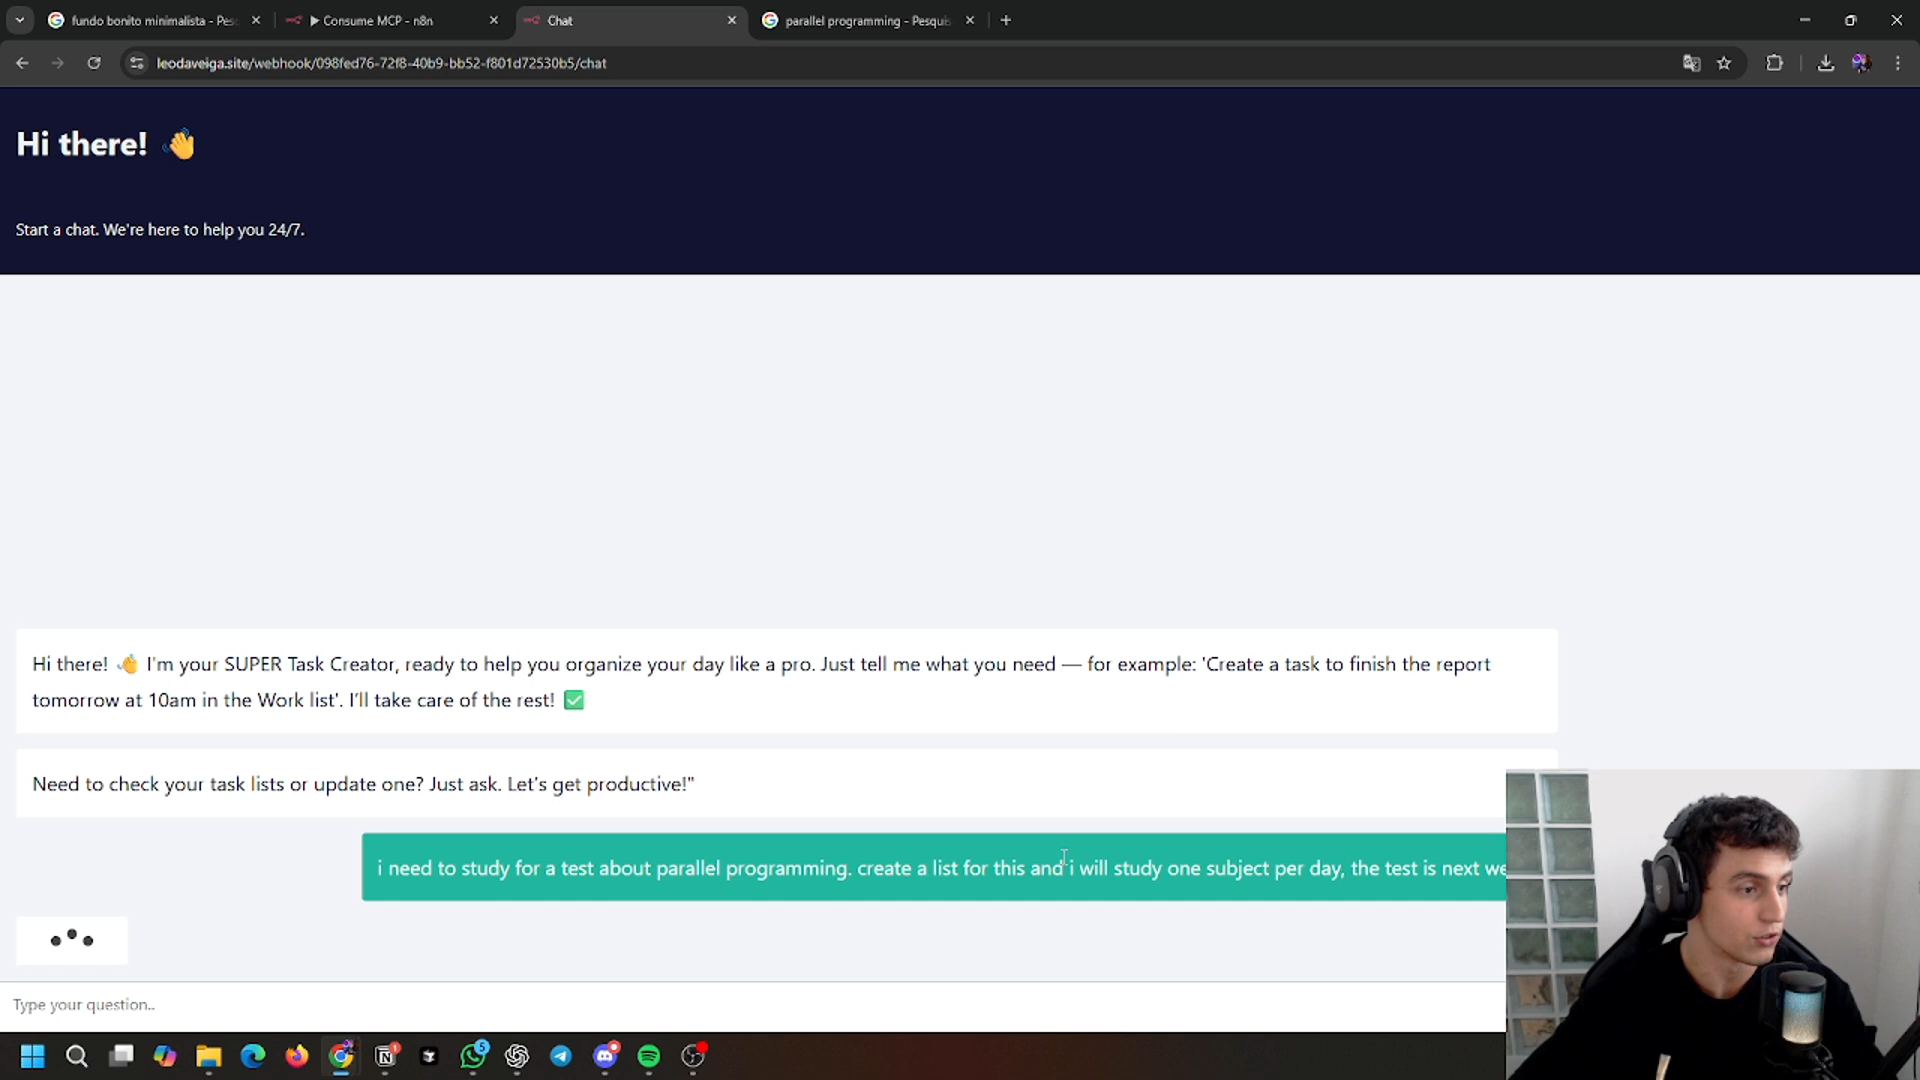 fundo bonito minimalista - Pes
Consume MCP - n8n
Chat
parallel programming - Pesquis
leodaveiga.site/webhook/098fed76-72f8-40b9-bb52-f801d72530b5/chat
Hi there! 👋
Start a chat. We're here to help you 24/7.
Hi there! 👋 I'm your SUPER Task Creator, ready to help you organize your day like a pro. Just tell me what you need — for example: 'Create a task to finish the report
tomorrow at 10am in the Work list'. I'll take care of the rest! ✅
Need to check your task lists or update one? Just ask. Let's get productive!"
i need to study for a test about parallel programming. create a list for this and i will study one subject per day, the test is next we
Type your question..
5
1